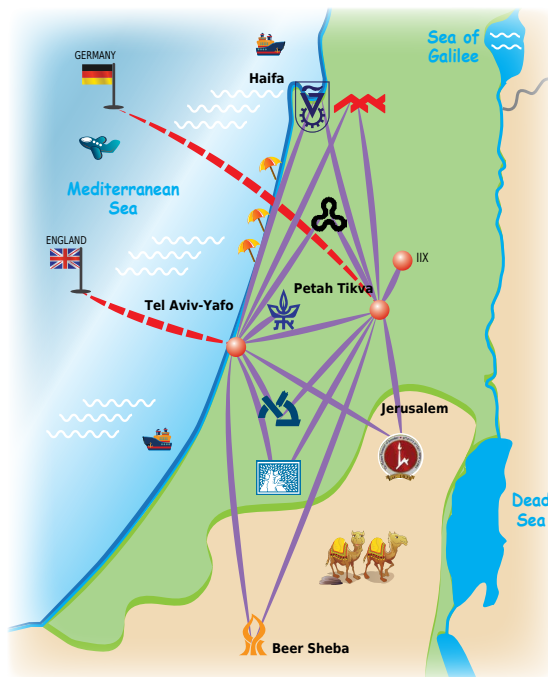 GERMANY
Sea of
Galilee
Haifa
Mediterranean
Sea
ENGLAND
IIX
Petah Tikva
Tel Aviv-Yafo
Jerusalem
Dead
Sea
Beer Sheba